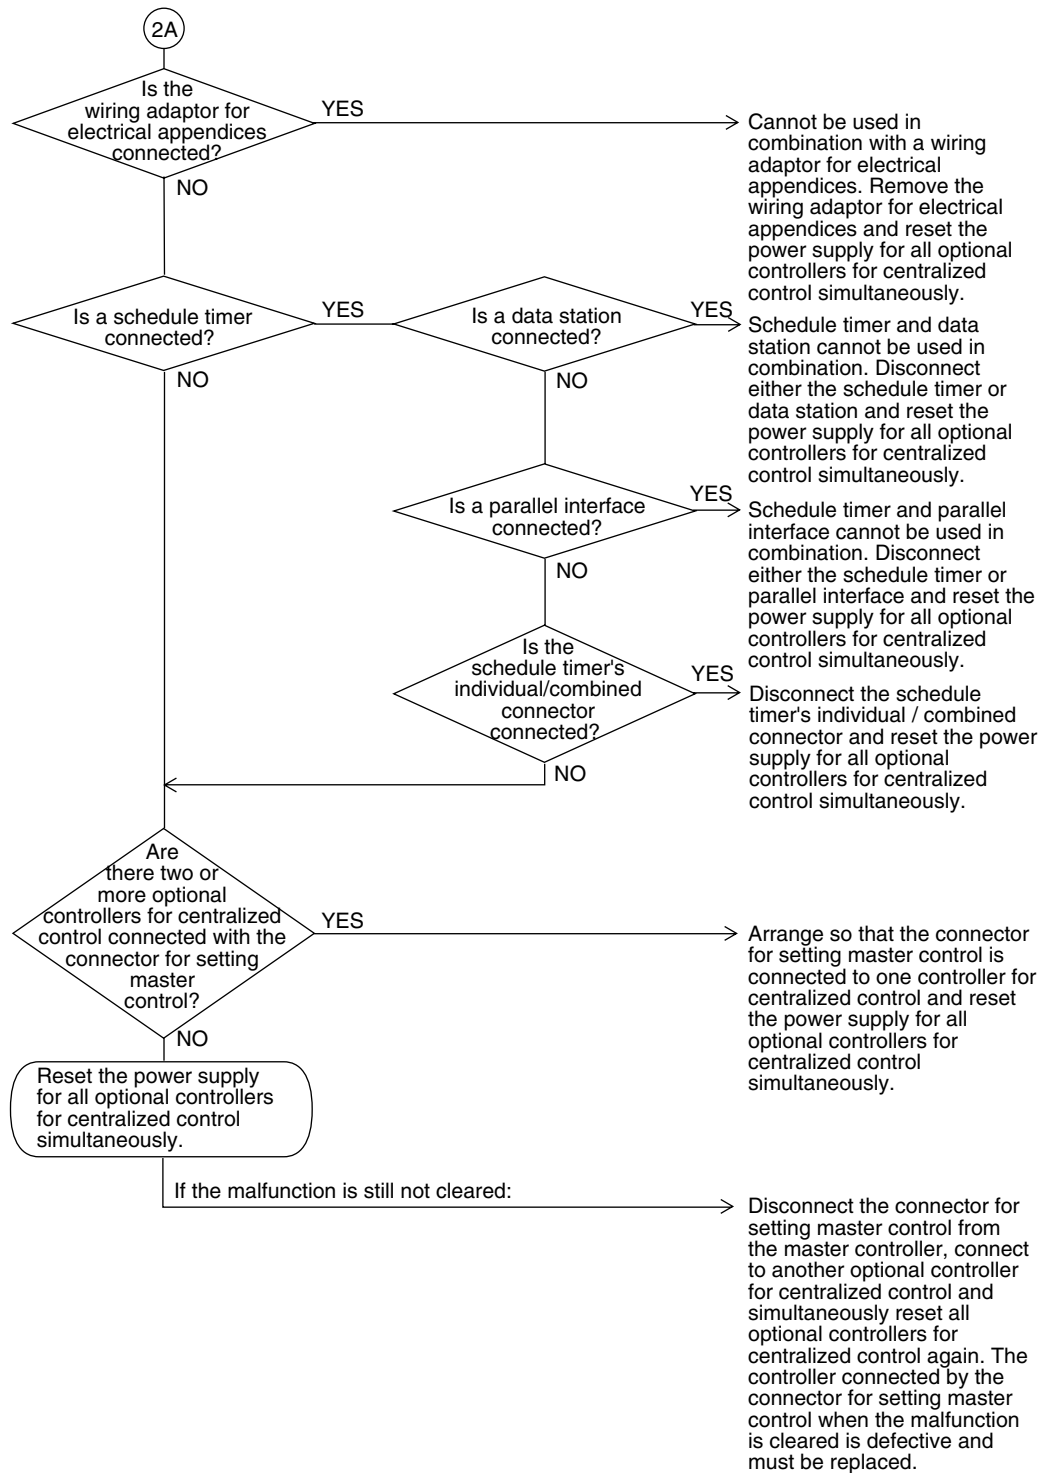 2A
Is the
wiring adaptor for
electrical appendices
connected?
YES
NO
Cannot be used in
combination with a wiring
adaptor for electrical
appendices. Remove the
wiring adaptor for electrical
appendices and reset the
power supply for all optional
controllers for centralized
control simultaneously.
Is a schedule timer
connected?
YES
NO
Is a data station
connected?
YES
NO
Schedule timer and data
station cannot be used in
combination. Disconnect
either the schedule timer or
data station and reset the
power supply for all optional
controllers for centralized
control simultaneously.
Is a parallel interface
connected?
YES
NO
Schedule timer and parallel
interface cannot be used in
combination. Disconnect
either the schedule timer or
parallel interface and reset the
power supply for all optional
controllers for centralized
control simultaneously.
Is the
schedule timer's
individual/combined
connector
connected?
YES
NO
Disconnect the schedule
timer's individual / combined
connector and reset the power
supply for all optional
controllers for centralized
control simultaneously.
Are
there two or
more optional
controllers for centralized
control connected with the
connector for setting
master
control?
YES
NO
Arrange so that the connector
for setting master control is
connected to one controller for
centralized control and reset
the power supply for all
optional controllers for
centralized control
simultaneously.
Reset the power supply
for all optional controllers
for centralized control
simultaneously.
If the malfunction is still not cleared:
Disconnect the connector for
setting master control from
the master controller, connect
to another optional controller
for centralized control and
simultaneously reset all
optional controllers for
centralized control again. The
controller connected by the
connector for setting master
control when the malfunction
is cleared is defective and
must be replaced.